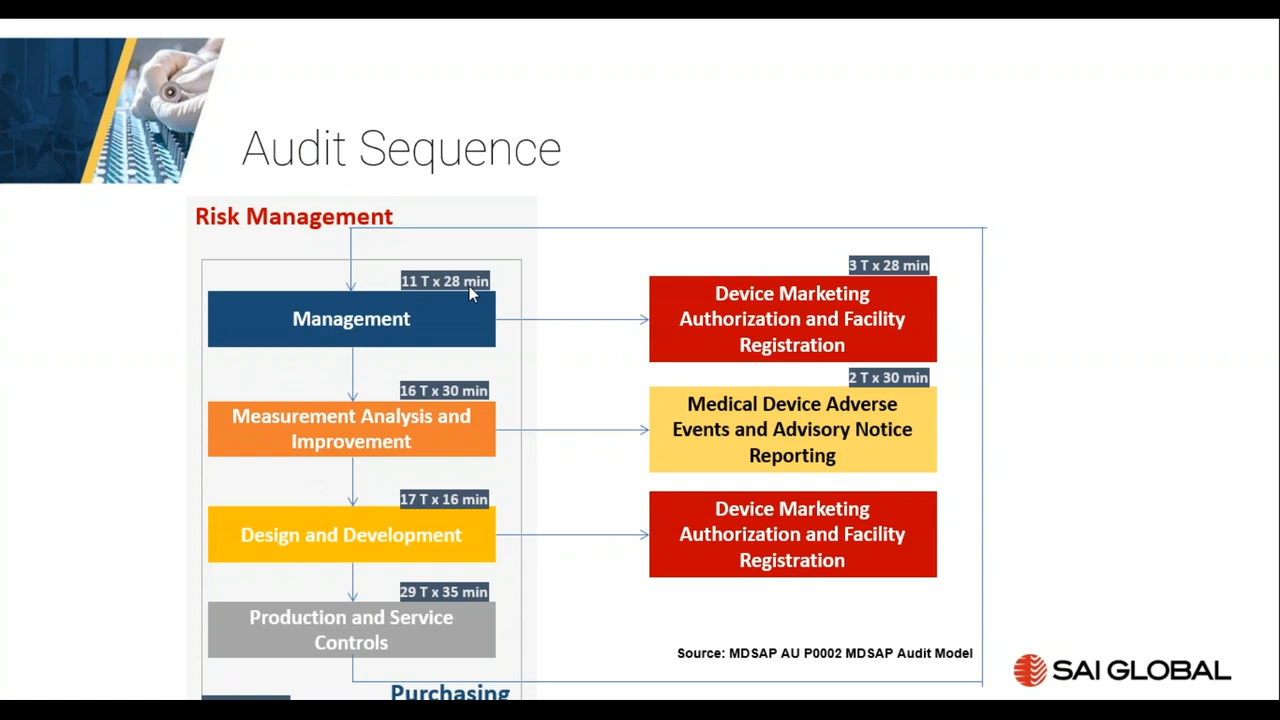 Audit Sequence
Risk Management
11 T x 28 min
Management
16 T x 30 min
Measurement Analysis and
Improvement
17 T x 16 min
Design and Development
29 T x 35 min
Production and Service
Controls
Purchasing
3 T x 28 min
Device Marketing
Authorization and Facility
Registration
2 T x 30 min
Medical Device Adverse
Events and Advisory Notice
Reporting
Device Marketing
Authorization and Facility
Registration
Source: MDSAP AU P0002 MDSAP Audit Model
SAI GLOBAL